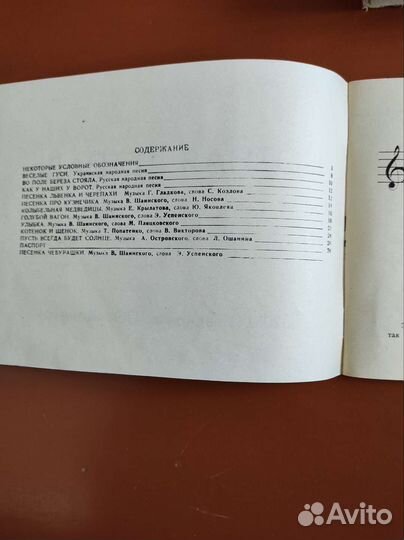 СОДЕРЖАНИЕ
НЕКОТОРЫЕ УСЛОВНЫЕ ОБОЗНАЧЕНИЯ
ВЕСЕЛЫЕ ГУСИ. Украинская народная песня
ВО ПОЛЕ БЕРЕЗА СТОЯЛА. Русская народная песня
КАК У НАШИХ У ВОРОТ. Русская народная песня
ПЕСЕНКА ЛЬВЕНКА И ЧЕРЕПАХИ Музыка Г. Гладкова, слова С. Козлова
ПЕСЕНКА ПРО КУЗНЕЧИКА. Музыка В. Шаинского, слова Н. Носова
КОЛЫБЕЛЬНАЯ МЕДВЕДИЦЫ. Музыка Е. Крылатова, слова Ю. Яковлева
ГОЛУБОЙ ВАГОН. Музыка В. Шаинского, слова Э. Успенского
УЛЫБКА. Музыка В. Шаинского, слова М. Пляцковского
КОТЕНОК И ЩЕНОК. Музыка Т. Попатенко, слова В. Викторова
ПУСТЬ ВСЕГДА БУДЕТ СОЛНЦЕ. Музыка А. Островского, слова Л. Ошанина
ПАСПОРТ
ПЕСЕНКА ЧЕБУРАШКИ. Музыка В. Шаинского, слова Э. Успенского
так
Avito